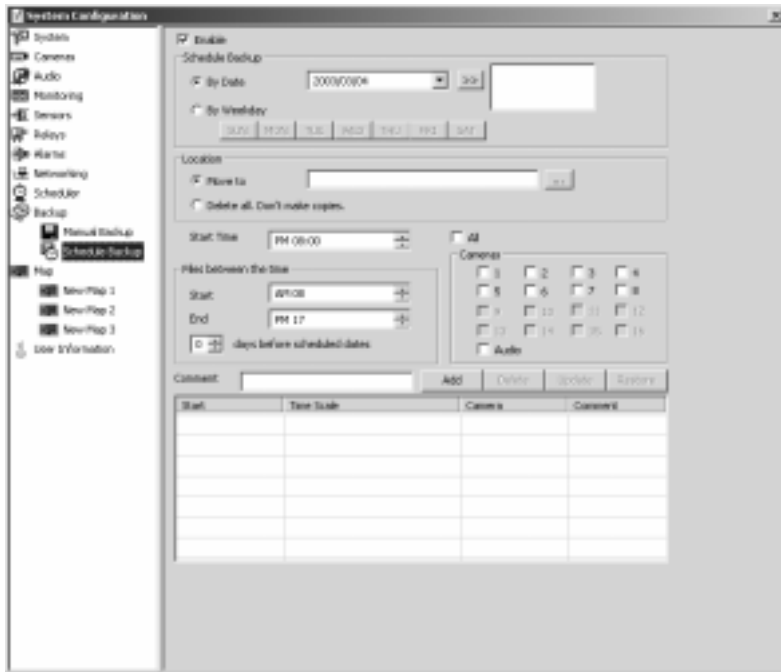 System Configuration
System
Cameras
Audio
Monitoring
Sensors
Relays
Alarms
Networking
Scheduler
Backup
Manual Backup
Schedule Backup
Map
New Map 1
New Map 2
New Map 3
User Information
Enable
Schedule Backup
By Date
2003/03/04
>>
By Weekday
SUN MON TUE WED THU FRI SAT
Location
Move to
...
Delete all. Don't make copies.
Start Time
PM 08:00
All
Files between the time
Start
AM 08
End
PM 17
0 days before scheduled dates
Cameras
1 2 3 4
5 6 7 8
9 10 11 12
13 14 15 16
Audio
Comment
Add Delete Update Restore
Start Time Scale Camera Comment